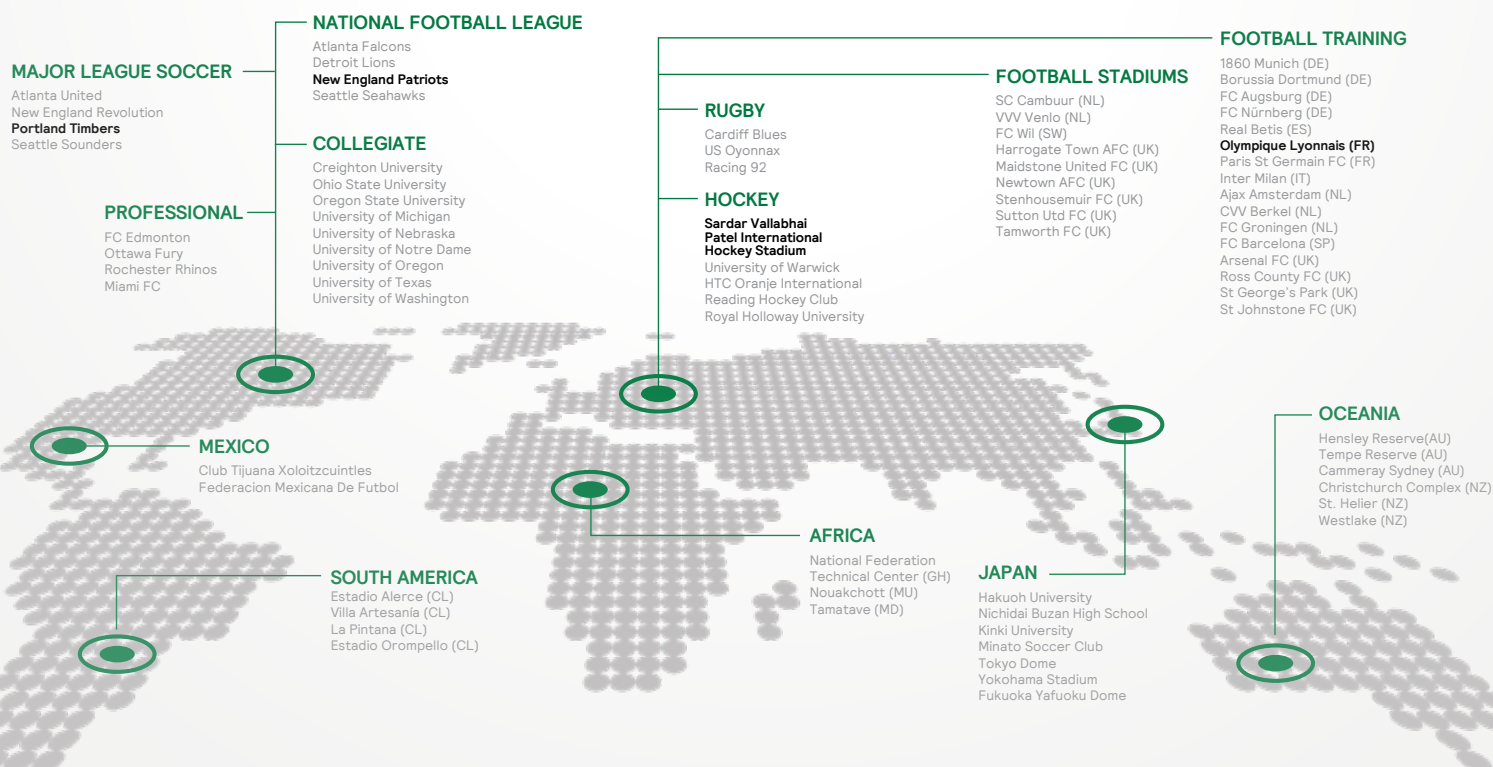 NATIONAL FOOTBALL LEAGUE
Atlanta Falcons
Detroit Lions
New England Patriots
Seattle Seahawks
MAJOR LEAGUE SOCCER
Atlanta United
New England Revolution
Portland Timbers
Seattle Sounders
COLLEGIATE
Creighton University
Ohio State University
Oregon State University
University of Michigan
University of Nebraska
University of Notre Dame
University of Oregon
University of Texas
University of Washington
PROFESSIONAL
FC Edmonton
Ottawa Fury
Rochester Rhinos
Miami FC
RUGBY
Cardiff Blues
US Oyonnax
Racing 92
HOCKEY
Sardar Vallabhai
Patel International
Hockey Stadium
University of Warwick
HTC Oranje International
Reading Hockey Club
Royal Holloway University
FOOTBALL STADIUMS
SC Cambuur (NL)
VVV Venlo (NL)
FC Wil (SW)
Harrogate Town AFC (UK)
Maidstone United FC (UK)
Newtown AFC (UK)
Stenhousemuir FC (UK)
Sutton Utd FC (UK)
Tamworth FC (UK)
FOOTBALL TRAINING
1860 Munich (DE)
Borussia Dortmund (DE)
FC Augsburg (DE)
FC Nürnberg (DE)
Real Betis (ES)
Olympique Lyonnais (FR)
Paris St Germain FC (FR)
Inter Milan (IT)
Ajax Amsterdam (NL)
CVV Berkel (NL)
FC Groningen (NL)
FC Barcelona (SP)
Arsenal FC (UK)
Ross County FC (UK)
St George's Park (UK)
St Johnstone FC (UK)
MEXICO
Club Tijuana Xoloitzcuintles
Federacion Mexicana De Futbol
SOUTH AMERICA
Estadio Alerce (CL)
Villa Artesanía (CL)
La Pintana (CL)
Estadio Orompello (CL)
AFRICA
National Federation
Technical Center (GH)
Nouakchott (MU)
Tamatave (MD)
JAPAN
Hakuoh University
Nichidai Buzan High School
Kinki University
Minato Soccer Club
Tokyo Dome
Yokohama Stadium
Fukuoka Yafuoku Dome
OCEANIA
Hensley Reserve(AU)
Tempe Reserve (AU)
Cammeray Sydney (AU)
Christchurch Complex (NZ)
St. Helier (NZ)
Westlake (NZ)